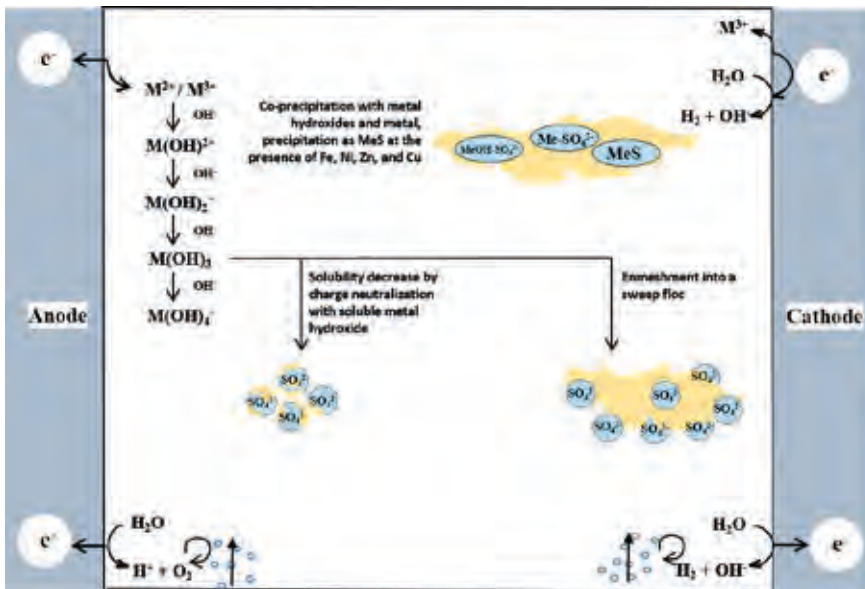 e⁻
M²⁺ / M³⁺
OH⁻
M(OH)²⁺
OH⁻
M(OH)₂⁻
OH
M(OH)₃
OH⁻
M(OH)₄⁻
Anode
Co-precipitation with metal
hydroxides and metal,
precipitation as MeS at the
presence of Fe, Ni, Zn, and Cu
MeOH-SO₄²⁻
Me-SO₄²⁻
MeS
M³⁺
H₂O
e⁻
H₂ + OH⁻
Solubility decrease by
charge neutralization
with soluble metal
hydroxide
Enmeshment into a
sweep floc
Cathode
SO₄²⁻
SO₄²⁻
SO₄²⁻
SO₄²⁻
SO₄²⁻
SO₄²⁻
SO₄²⁻
SO₄²⁻
SO₄²⁻
SO₄²⁻
SO₄²⁻
H₂O
e⁻
H⁺ + O₂
H₂O
e⁻
H₂ + OH⁻